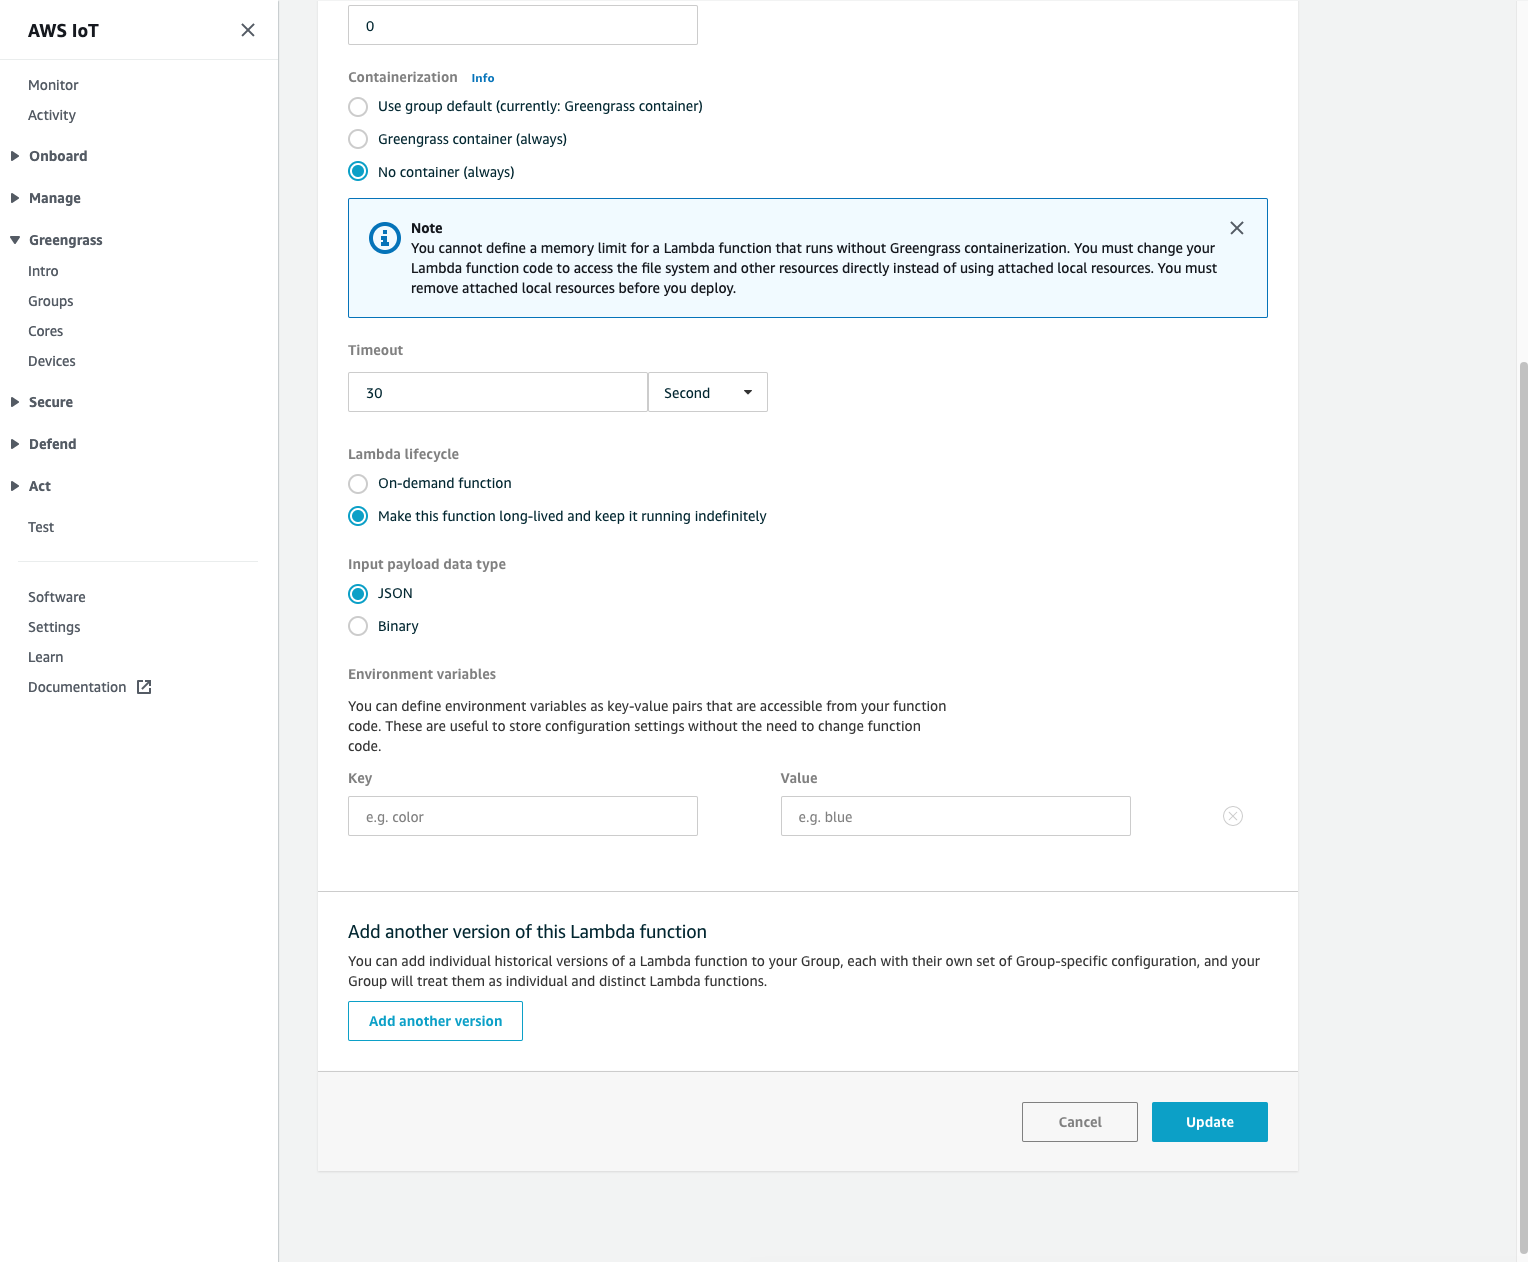 AWS IoT
Monitor
Activity
Onboard
Manage
Greengrass
Intro
Groups
Cores
Devices
Secure
Defend
Act
Test
Software
Settings
Learn
Documentation
0
Containerization Info
Use group default (currently: Greengrass container)
Greengrass container (always)
No container (always)
Note
You cannot define a memory limit for a Lambda function that runs without Greengrass containerization. You must change your
Lambda function code to access the file system and other resources directly instead of using attached local resources. You must
remove attached local resources before you deploy.
Timeout
30 Second
Lambda lifecycle
On-demand function
Make this function long-lived and keep it running indefinitely
Input payload data type
JSON
Binary
Environment variables
You can define environment variables as key-value pairs that are accessible from your function
code. These are useful to store configuration settings without the need to change function
code.
Key Value
e.g. color e.g. blue
Add another version of this Lambda function
You can add individual historical versions of a Lambda function to your Group, each with their own set of Group-specific configuration, and your
Group will treat them as individual and distinct Lambda functions.
Add another version
Cancel Update